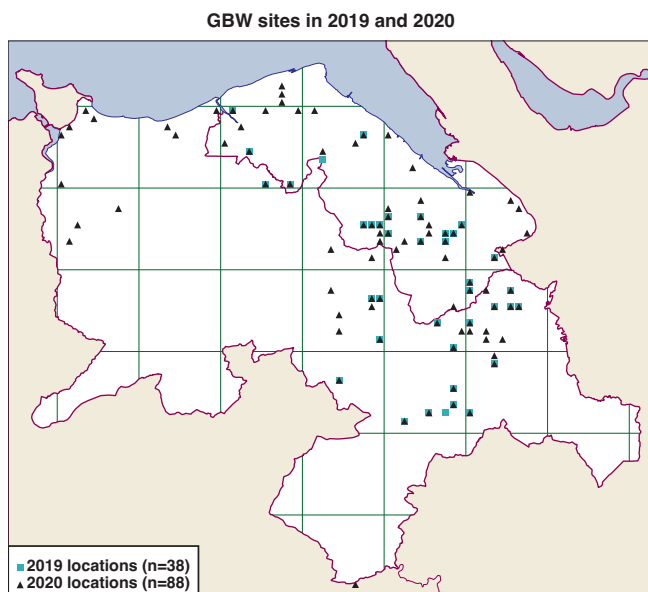 GBW sites in 2019 and 2020
2019 locations (n=38)
2020 locations (n=88)